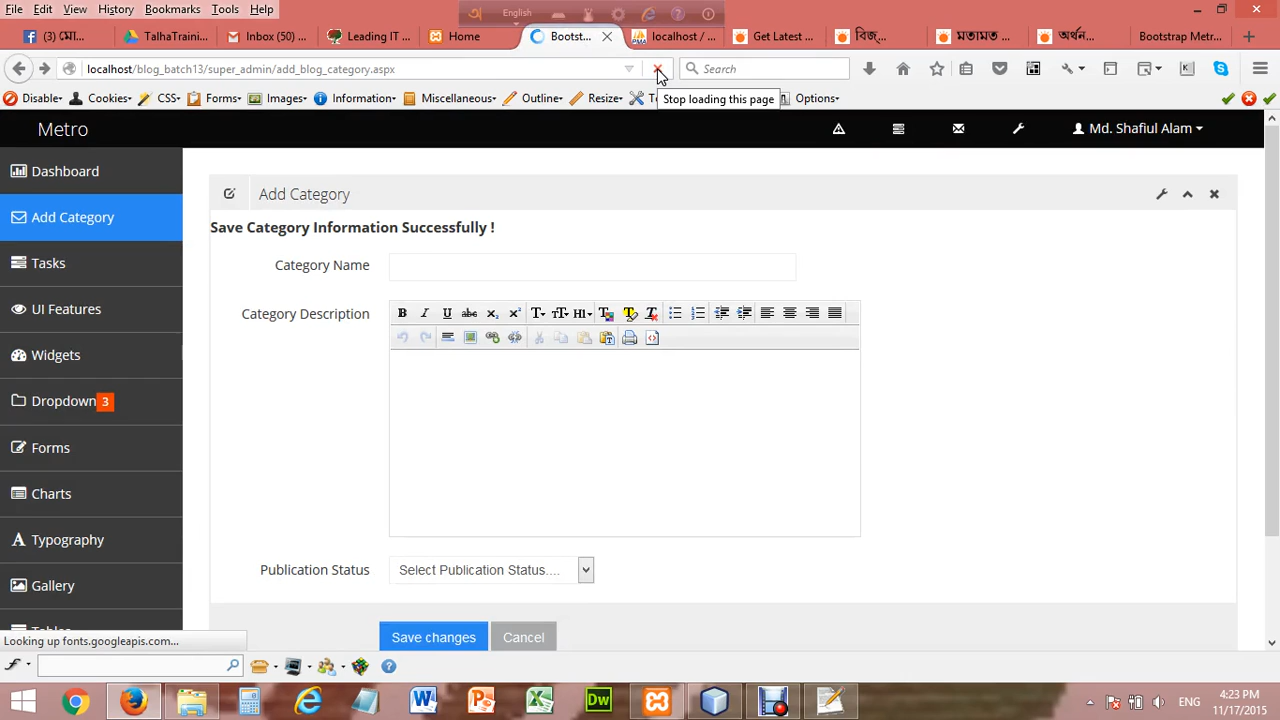 English
File Edit View History Bookmarks Tools Help
(3) মো... TalhaTraini... Inbox (50) ... Leading IT ... Home Bootst... localhost / ... Get Latest ... বিজ্... মতামত ... অর্থন... Bootstrap Metr...
localhost/blog_batch13/super_admin/add_blog_category.aspx Search
Disable Cookies CSS Forms Images Information Miscellaneous Outline Resize Options
Stop loading this page
Metro Md. Shafiul Alam
Dashboard
Add Category
Tasks
UI Features
Widgets
Dropdown 3
Forms
Charts
Typography
Gallery
Tables
Add Category
Save Category Information Successfully !
Category Name
Category Description
Publication Status Select Publication Status....
Save changes Cancel
Looking up fonts.googleapis.com...
ENG
4:23 PM
11/17/2015